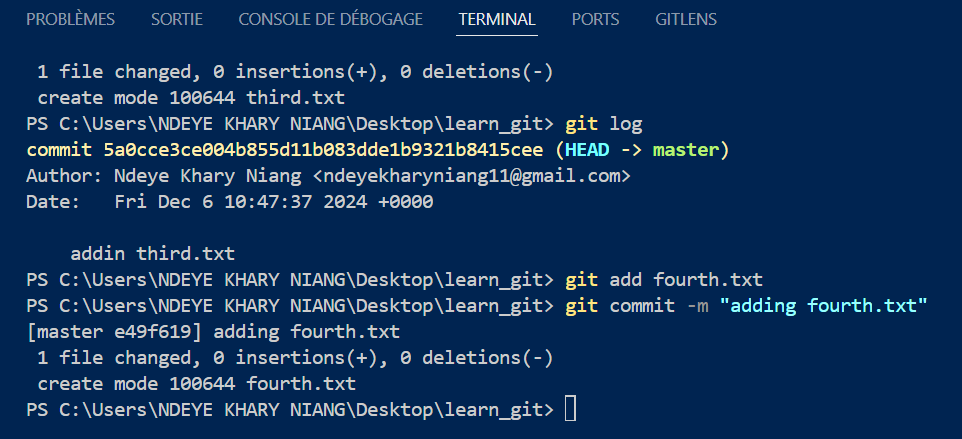 PROBLÈMES SORTIE CONSOLE DE DÉBOGAGE TERMINAL PORTS GITLENS
1 file changed, 0 insertions(+), 0 deletions(-)
create mode 100644 third.txt
PS C:\Users\NDEYE KHARY NIANG\Desktop\learn_git> git log
commit 5a0cce3ce004b855d11b083dde1b9321b8415cee (HEAD -> master)
Author: Ndeye Khary Niang <ndeyekharyniang11@gmail.com>
Date:   Fri Dec 6 10:47:37 2024 +0000
addin third.txt
PS C:\Users\NDEYE KHARY NIANG\Desktop\learn_git> git add fourth.txt
PS C:\Users\NDEYE KHARY NIANG\Desktop\learn_git> git commit -m "adding fourth.txt"
[master e49f619] adding fourth.txt
1 file changed, 0 insertions(+), 0 deletions(-)
create mode 100644 fourth.txt
PS C:\Users\NDEYE KHARY NIANG\Desktop\learn_git>